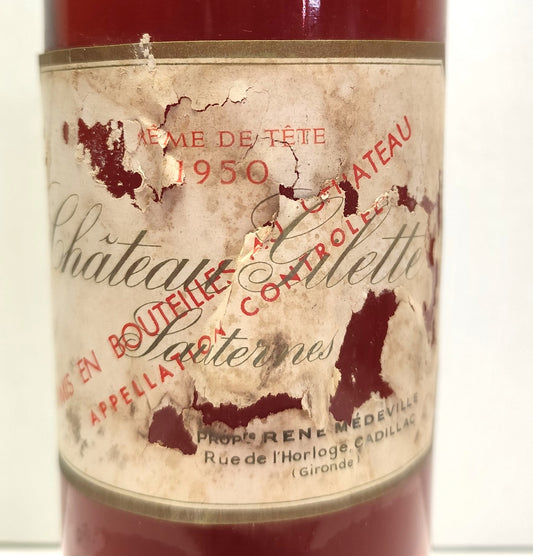 ÈME DE TÊTE
1950
Château Gilette
Sauternes
MIS EN BOUTEILLES AU CHATEAU
APPELLATION CONTROLÉE
PROPre RENÉ MÉDEVILLE
Rue de l'Horloge, CADILLAC
(Gironde)